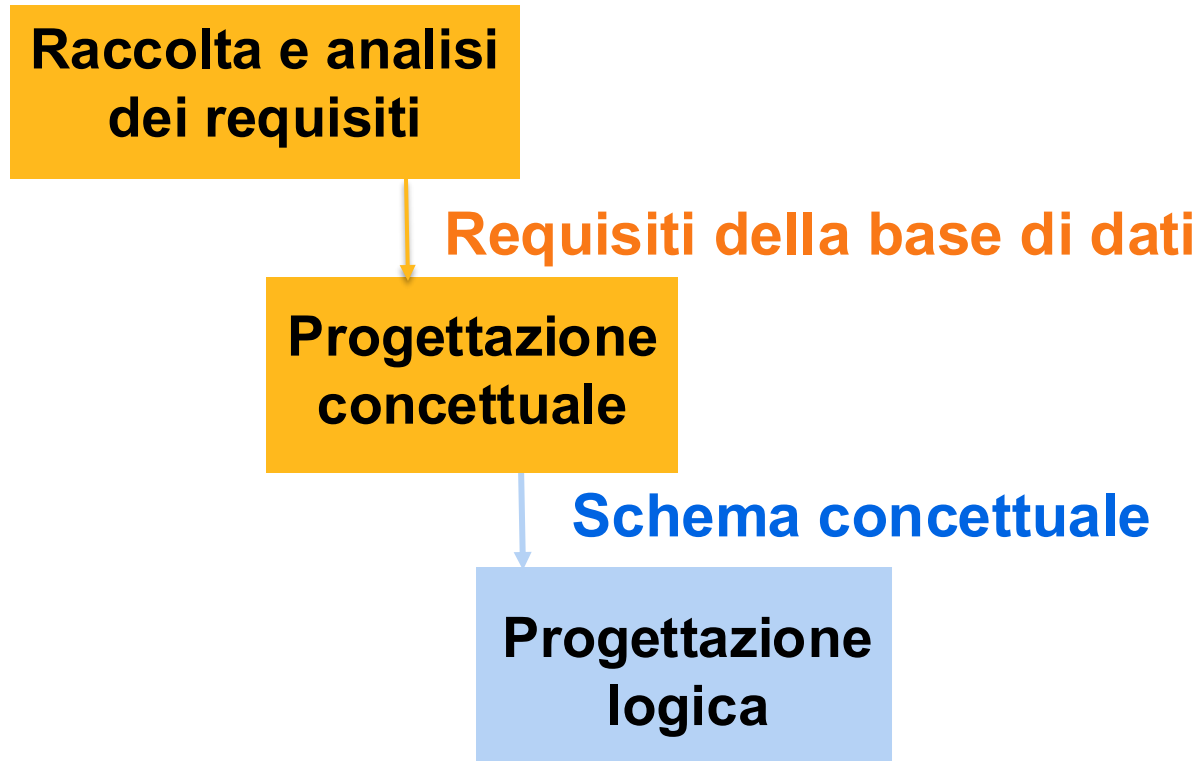 Raccolta e analisi
dei requisiti
Requisiti della base di dati
Progettazione
concettuale
Schema concettuale
Progettazione
logica